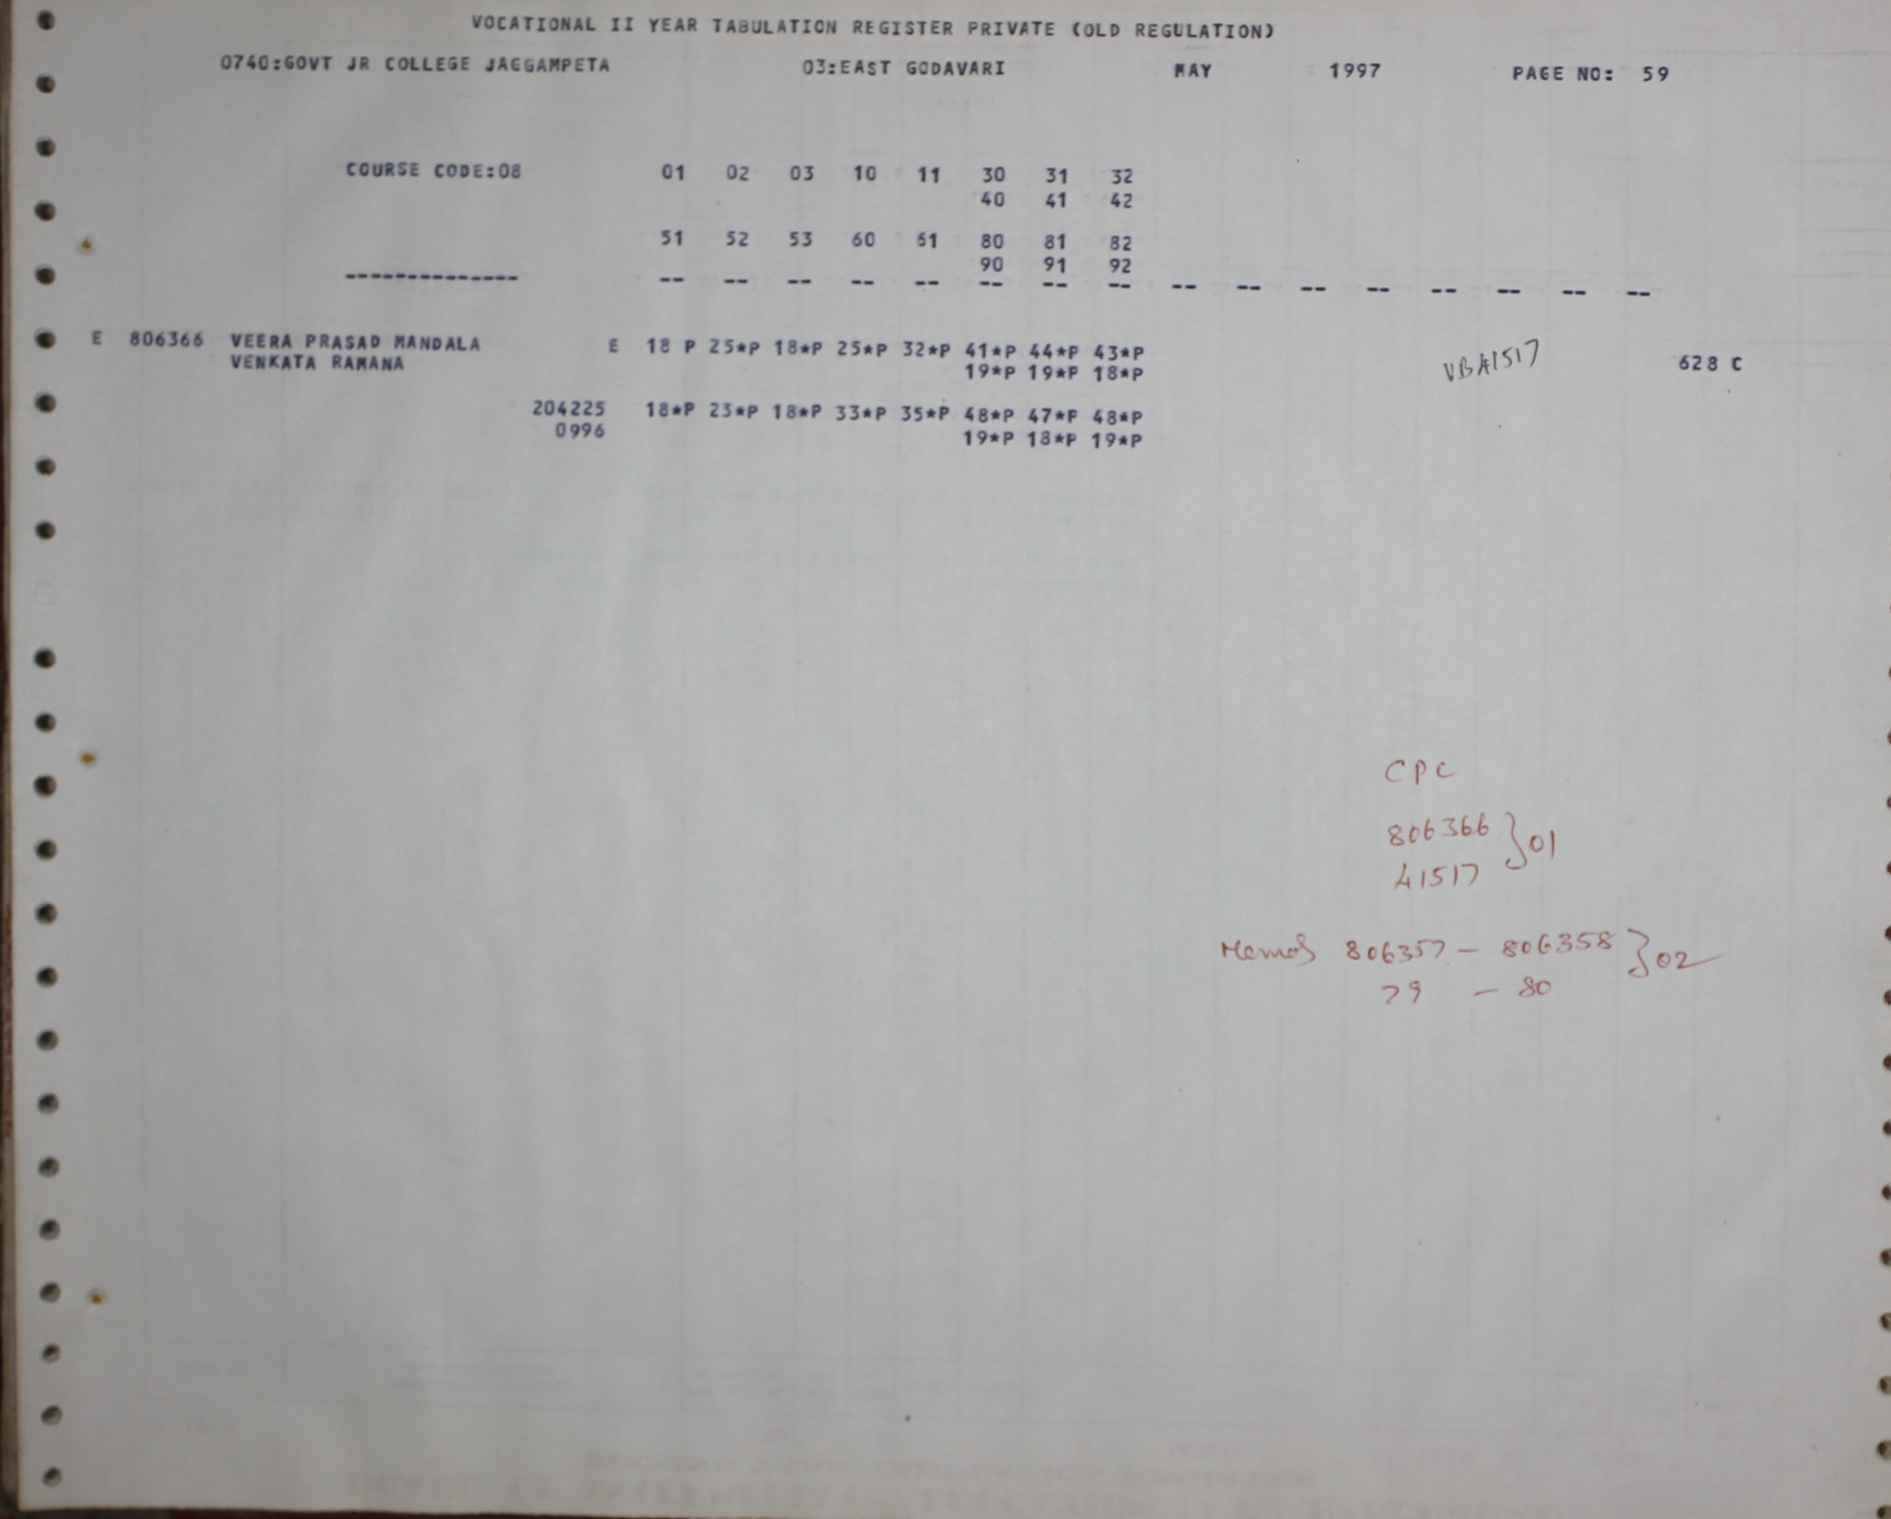 VOCATIONAL II YEAR TABULATION REGISTER PRIVATE (OLD REGULATION)
0740:GOVT JR COLLEGE JAGGAMPETA 03:EAST GODAVARI MAY 1997 PAGE NO: 59
COURSE CODE:08 01 02 03 10 11 30 31 32
40 41 42
51 52 53 60 61 80 81 82
90 91 92
-------------- -- -- -- -- -- -- -- -- -- -- -- -- -- -- -- --
E 806366 VEERA PRASAD MANDALA E 18 P 25*P 18*P 25*P 32*P 41*P 44*P 43*P VBA1517 628 C
VENKATA RAMANA 19*P 19*P 18*P
204225 18*P 23*P 18*P 33*P 35*P 48*P 47*P 48*P
0996 19*P 18*P 19*P
CPC
806366 } 01
41517
Memos 806357 - 806358 } 02
79 - 80